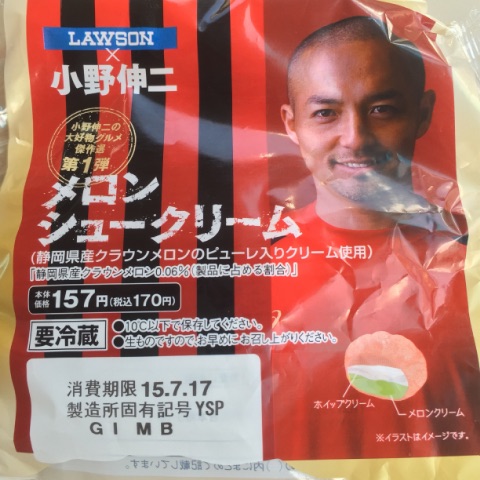 LAWSON
×
小野伸二
小野伸二の
大好物グルメ
傑作選
第1弾
メロン
シュークリーム
(静岡県産クラウンメロンのピューレ入りクリーム使用)
「静岡県産クラウンメロン0.06%(製品に占める割合)」
本体価格 157円(税込170円)
要冷蔵
●10℃以下で保存してください。
●生ものですので、お早めにお召し上がりください。
ホイップクリーム
メロンクリーム
※イラストはイメージです。
消費期限 15.7.17
製造所固有記号 YSP
G I M B